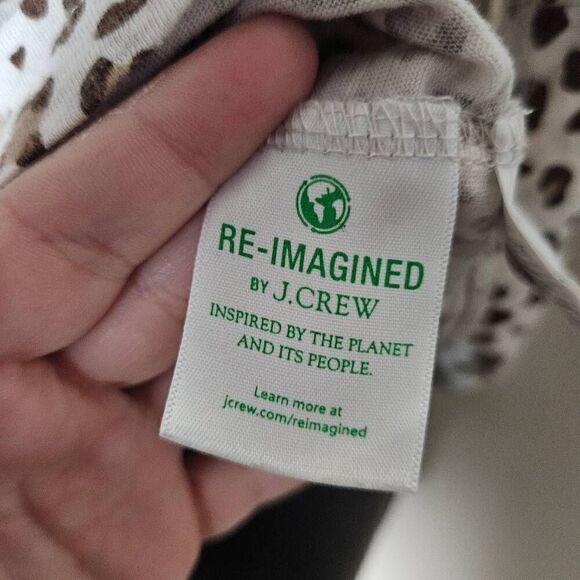 RE-IMAGINED
BY J.CREW
INSPIRED BY THE PLANET
AND ITS PEOPLE.
Learn more at
jcrew.com/reimagined